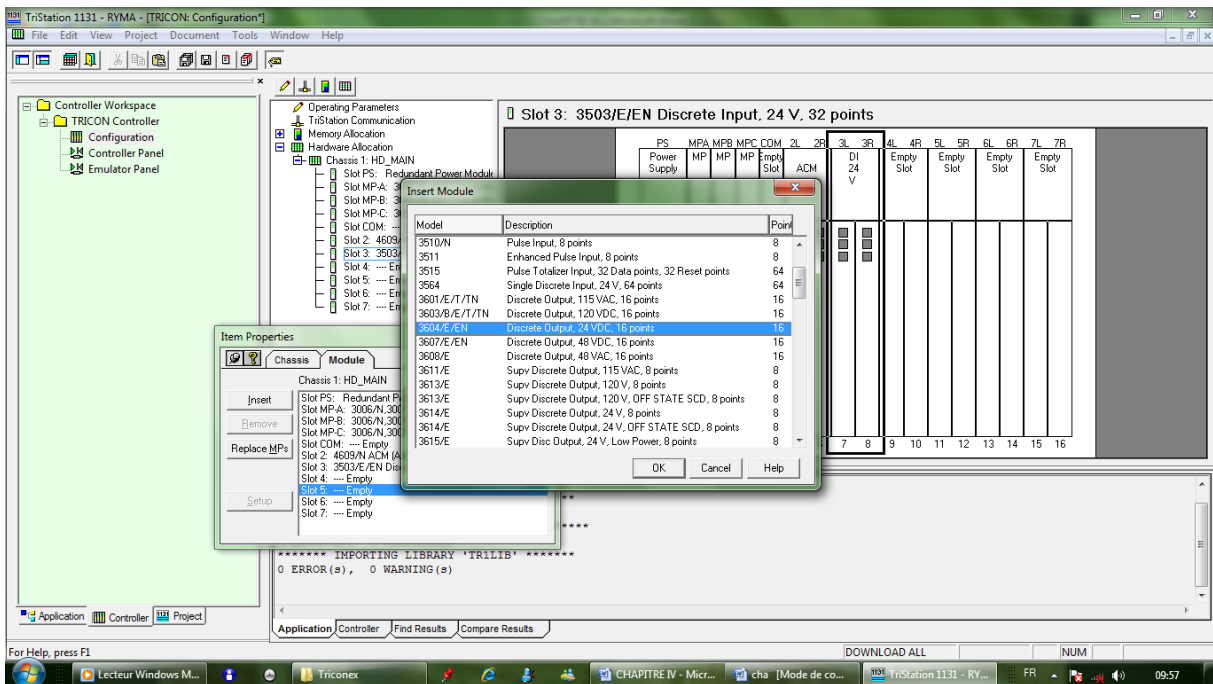 TriStation 1131 - RYMA - [TRICON: Configuration*]
File Edit View Project Document Tools Window Help
Controller Workspace
TRICON Controller
Configuration
Controller Panel
Emulator Panel
Operating Parameters
TriStation Communication
Memory Allocation
Hardware Allocation
Chassis 1: HD_MAIN
Slot PS: Redundant Power Module
Slot MP-A: 3
Slot MP-B: 3
Slot MP-C: 3
Slot COM: ---
Slot 2: 4609/
Slot 3: 3503/
Slot 4: ---- Em
Slot 5: ---- Em
Slot 6: ---- Em
Slot 7: ---- Em
Slot 3: 3503/E/EN Discrete Input, 24 V, 32 points
PS MPA MPB MPC COM 2L 2R 3L 3R 4L 4R 5L 5R 6L 6R 7L 7R
Power Supply MP MP MP Empty Slot ACM DI 24 V Empty Slot Empty Slot Empty Slot Empty Slot
7 8 9 10 11 12 13 14 15 16
Insert Module
Model Description Point
3510/N Pulse Input, 8 points 8
3511 Enhanced Pulse Input, 8 points 8
3515 Pulse Totalizer Input, 32 Data points, 32 Reset points 64
3564 Single Discrete Input, 24 V, 64 points 64
3601/E/T/TN Discrete Output, 115 VAC, 16 points 16
3603/B/E/T/TN Discrete Output, 120 VDC, 16 points 16
3604/E/EN Discrete Output, 24 VDC, 16 points 16
3607/E/EN Discrete Output, 48 VDC, 16 points 16
3608/E Discrete Output, 48 VAC, 16 points 16
3611/E Supv Discrete Output, 115 VAC, 8 points 8
3613/E Supv Discrete Output, 120 V, 8 points 8
3613/E Supv Discrete Output, 120 V, OFF STATE SCD, 8 points 8
3614/E Supv Discrete Output, 24 V, 8 points 8
3614/E Supv Discrete Output, 24 V, OFF STATE SCD, 8 points 8
3615/E Supv Disc Output, 24 V, Low Power, 8 points 8
OK Cancel Help
Item Properties
Chassis Module
Chassis 1: HD_MAIN
Insert
Remove
Replace MPs
Setup
Slot PS: Redundant P
Slot MP-A: 3006/N,300
Slot MP-B: 3006/N,300
Slot MP-C: 3006/N,300
Slot COM: ---- Empty
Slot 2: 4609/N ACM (A
Slot 3: 3503/E/EN Dis
Slot 4: ---- Empty
Slot 5: ---- Empty
Slot 6: ---- Empty
Slot 7: ---- Empty
**
****
******* IMPORTING LIBRARY 'TR1LIB' *******
0 ERROR(s), 0 WARNING(s)
Application Controller Project
Application Controller Find Results Compare Results
For Help, press F1
DOWNLOAD ALL NUM
Lecteur Windows M... Triconex CHAPITRE IV - Micr... cha [Mode de co... TriStation 1131 - RY... FR 09:57